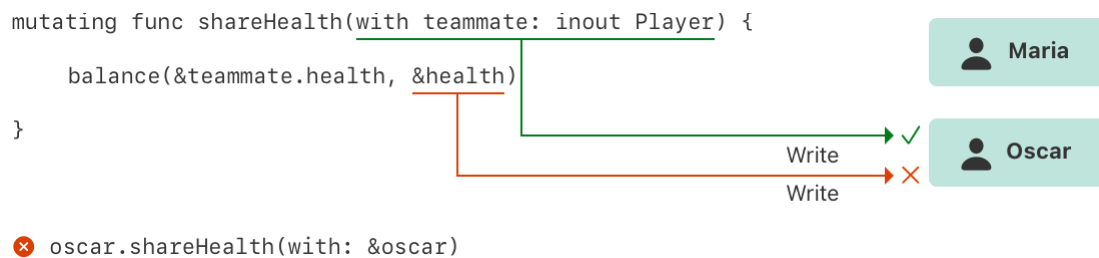 mutating func shareHealth(with teammate: inout Player) {
Maria
balance(&teammate.health, &health)
}
Oscar
Write
Write
oscar.shareHealth(with: &oscar)